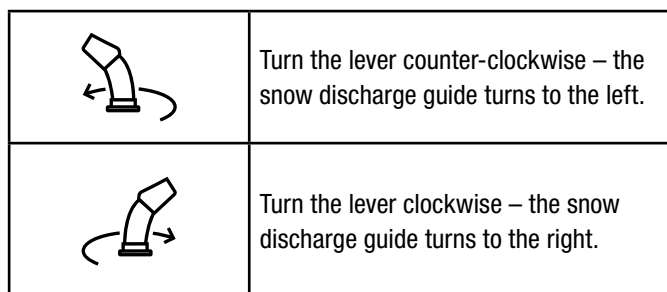 Turn the lever counter-clockwise – the
snow discharge guide turns to the left.
Turn the lever clockwise – the snow
discharge guide turns to the right.